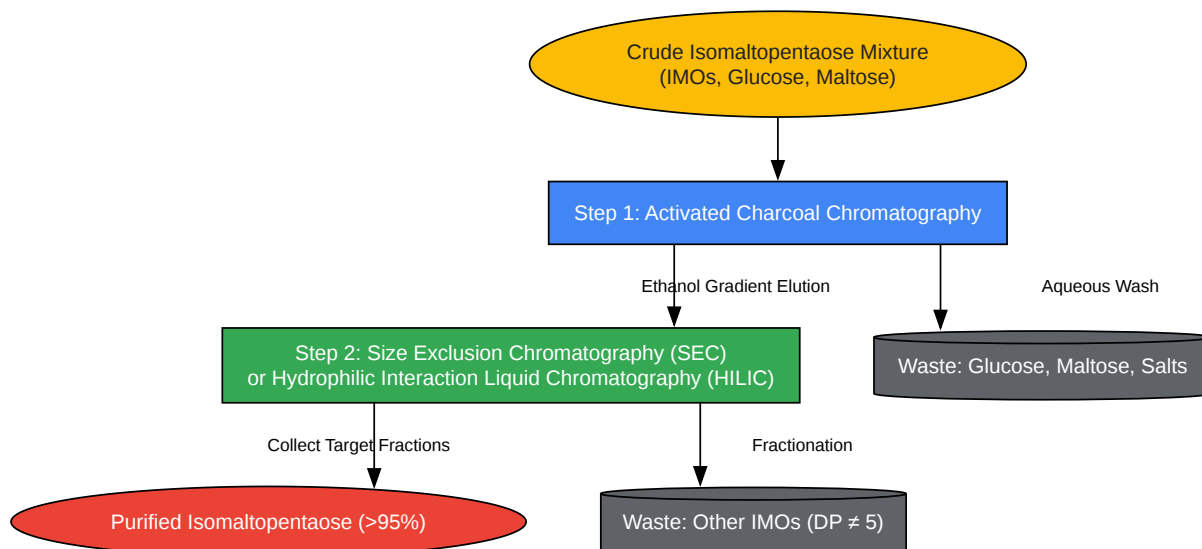 Crude Isomaltopentaose Mixture
(IMOs, Glucose, Maltose)
Step 1: Activated Charcoal Chromatography
Ethanol Gradient Elution
Aqueous Wash
Step 2: Size Exclusion Chromatography (SEC)
or Hydrophilic Interaction Liquid Chromatography (HILIC)
Waste: Glucose, Maltose, Salts
Collect Target Fractions
Fractionation
Purified Isomaltopentaose (>95%)
Waste: Other IMOs (DP ≠ 5)